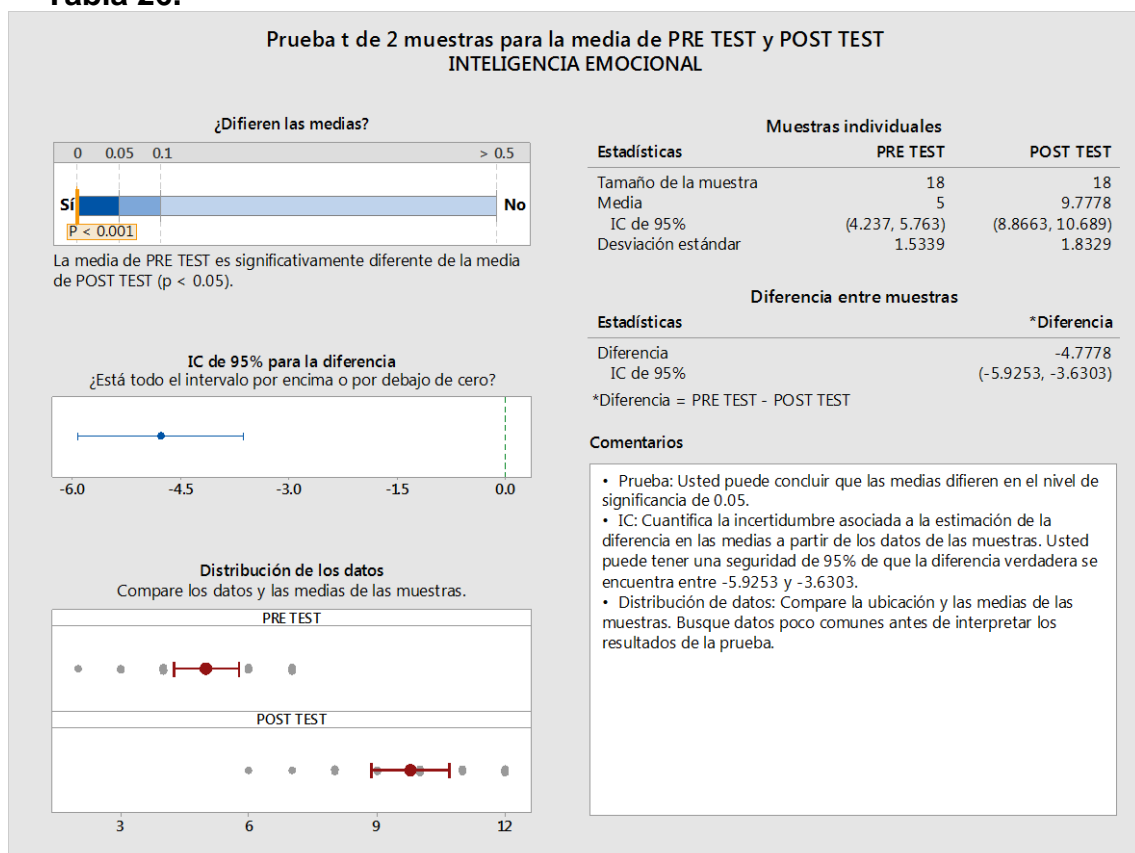 Tabla 26.
Prueba t de 2 muestras para la media de PRE TEST y POST TEST
INTELIGENCIA EMOCIONAL
¿Difieren las medias?
0 0.05 0.1 > 0.5
Sí No
P < 0.001
La media de PRE TEST es significativamente diferente de la media
de POST TEST (p < 0.05).
IC de 95% para la diferencia
¿Está todo el intervalo por encima o por debajo de cero?
-6.0 -4.5 -3.0 -1.5 0.0
Distribución de los datos
Compare los datos y las medias de las muestras.
PRE TEST
POST TEST
3 6 9 12
Muestras individuales
Estadísticas PRE TEST POST TEST
Tamaño de la muestra 18 18
Media 5 9.7778
IC de 95% (4.237, 5.763) (8.8663, 10.689)
Desviación estándar 1.5339 1.8329
Diferencia entre muestras
Estadísticas *Diferencia
Diferencia -4.7778
IC de 95% (-5.9253, -3.6303)
*Diferencia = PRE TEST - POST TEST
Comentarios
• Prueba: Usted puede concluir que las medias difieren en el nivel de
significancia de 0.05.
• IC: Cuantifica la incertidumbre asociada a la estimación de la
diferencia en las medias a partir de los datos de las muestras. Usted
puede tener una seguridad de 95% de que la diferencia verdadera se
encuentra entre -5.9253 y -3.6303.
• Distribución de datos: Compare la ubicación y las medias de las
muestras. Busque datos poco comunes antes de interpretar los
resultados de la prueba.